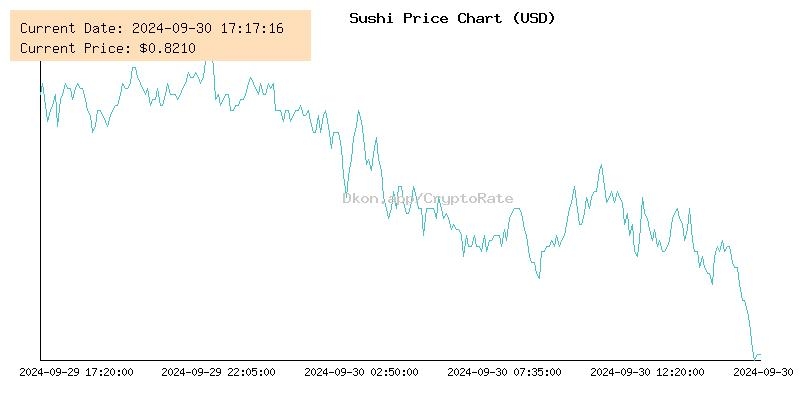 Sushi Price Chart (USD)
Current Date: 2024-09-30 17:17:16
Current Price: $0.8210
Dkon.app/CryptoRate
2024-09-29 17:20:00 2024-09-29 22:05:00 2024-09-30 02:50:00 2024-09-30 07:35:00 2024-09-30 12:20:00 2024-09-30